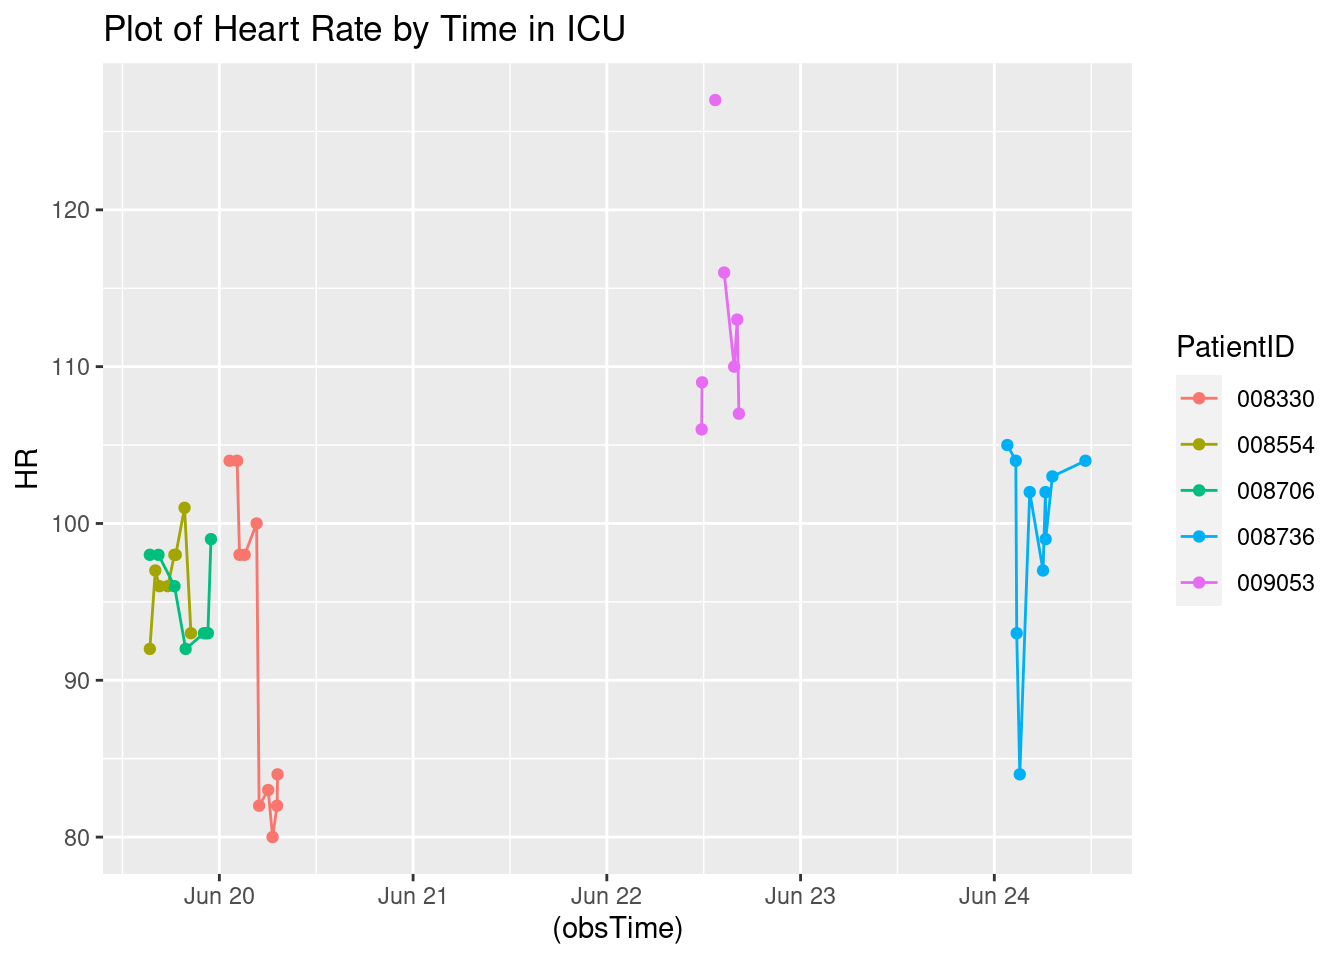 Plot of Heart Rate by Time in ICU
HR
120
110
100
90
80
Jun 20 Jun 21 Jun 22 Jun 23 Jun 24
(obsTime)
PatientID
008330
008554
008706
008736
009053